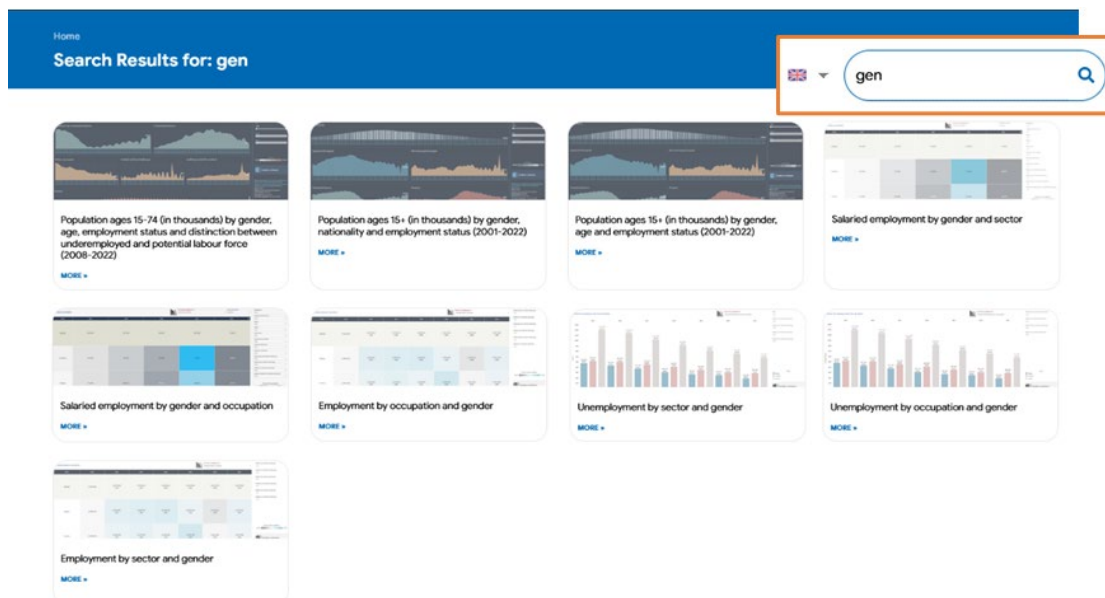 Home
Search Results for: gen
gen
Population ages 15-74 (in thousands) by gender,
age, employment status and distinction between
underemployed and potential labour force
(2008-2022)
MORE »
Population ages 15+ (in thousands) by gender,
nationality and employment status (2001-2022)
MORE »
Population ages 15+ (in thousands) by gender,
age and employment status (2001-2022)
MORE »
Salaried employment by gender and sector
MORE »
Salaried employment by gender and occupation
MORE »
Employment by occupation and gender
MORE »
Unemployment by sector and gender
MORE »
Unemployment by occupation and gender
MORE »
Employment by sector and gender
MORE »